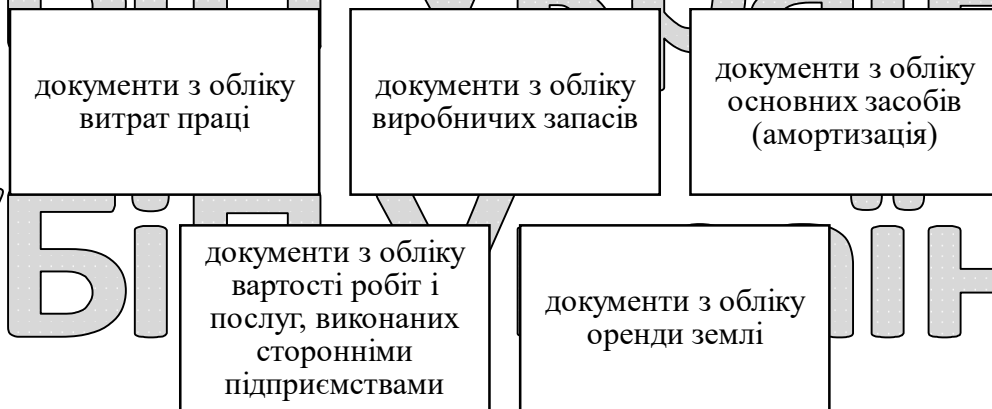 документи з обліку
витрат праці
документи з обліку
виробничих запасів
документи з обліку
основних засобів
(амортизація)
документи з обліку
вартості робіт і
послуг, виконаних
сторонніми
підприємствами
документи з обліку
оренди землі